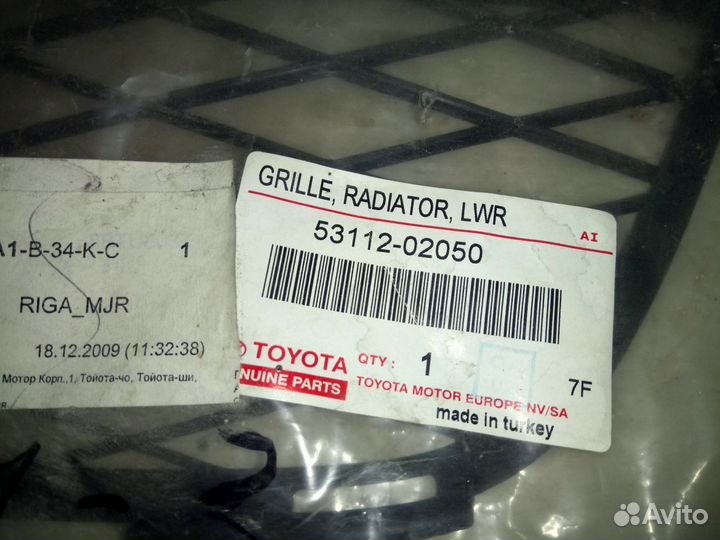 GRILLE, RADIATOR, LWR
AI
53112-02050
TOYOTA
NUINE PARTS
QTY: 1
7F
TOYOTA MOTOR EUROPE NV/SA
made in turkey
A1-B-34-K-C 1
RIGA_MJR
18.12.2009 (11:32:38)
Мотор Корп.,1, Тойота-чо, Тойота-ши,
Avito